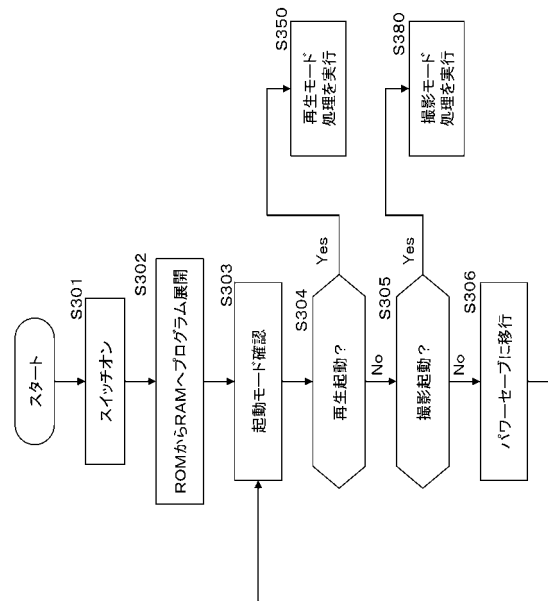 スタート
S301
スイッチオン
S302
ROMからRAMへプログラム展開
S303
起動モード確認
S304
再生起動？
Yes
No
S350
再生モード
処理を実行
S305
撮影起動？
Yes
No
S380
撮影モード
処理を実行
S306
パワーセーブに移行